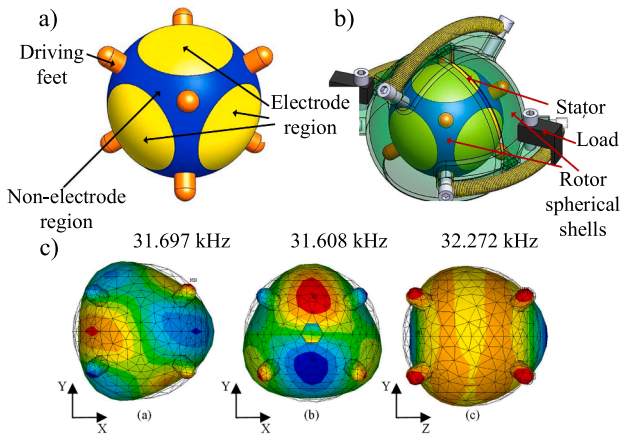 a)
b)
Driving
feet
Electrode
region
Non-electrode
region
Stator
Load
Rotor
spherical
shells
c)
31.697 kHz
31.608 kHz
32.272 kHz
Y
X
(a)
Y
X
(b)
Y
Z
(c)